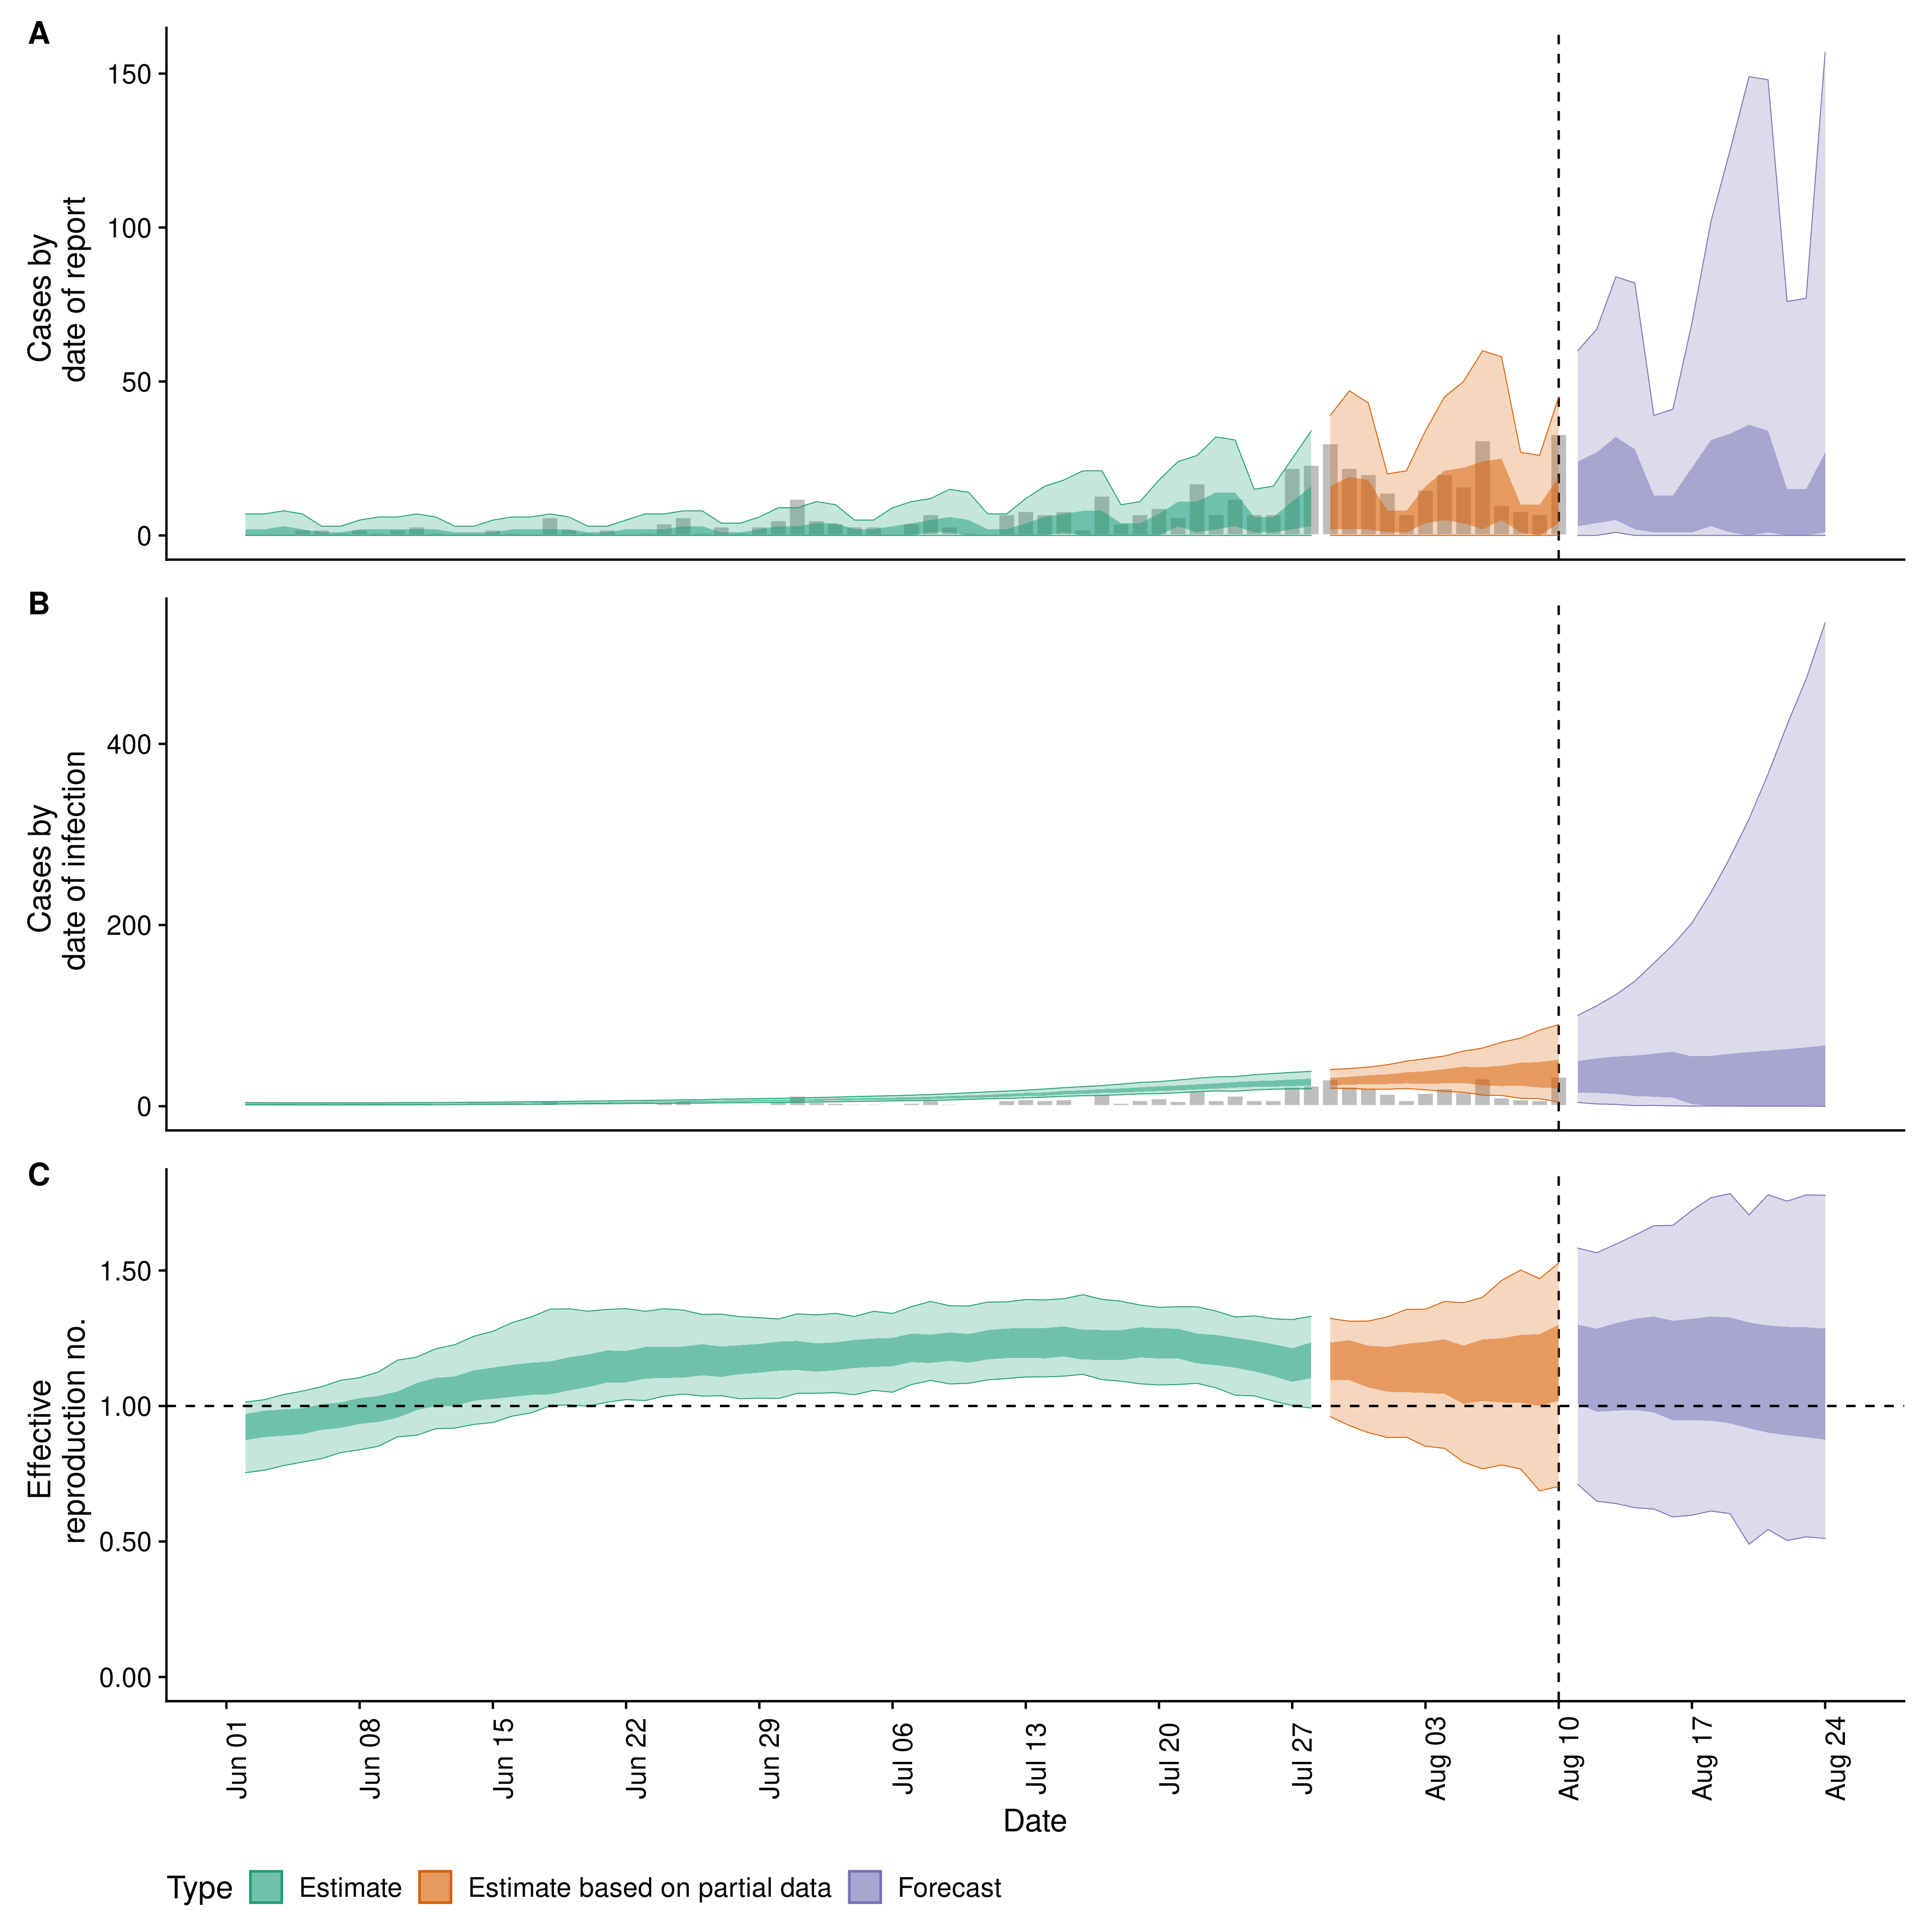 A
150
100
50
0
Cases by
date of report
B
400
200
0
Cases by
date of infection
C
1.50
1.00
0.50
0.00
Effective
reproduction no.
Jun 01
Jun 08
Jun 15
Jun 22
Jun 29
Jul 06
Jul 13
Jul 20
Jul 27
Aug 03
Aug 10
Aug 17
Aug 24
Date
Type Estimate Estimate based on partial data Forecast